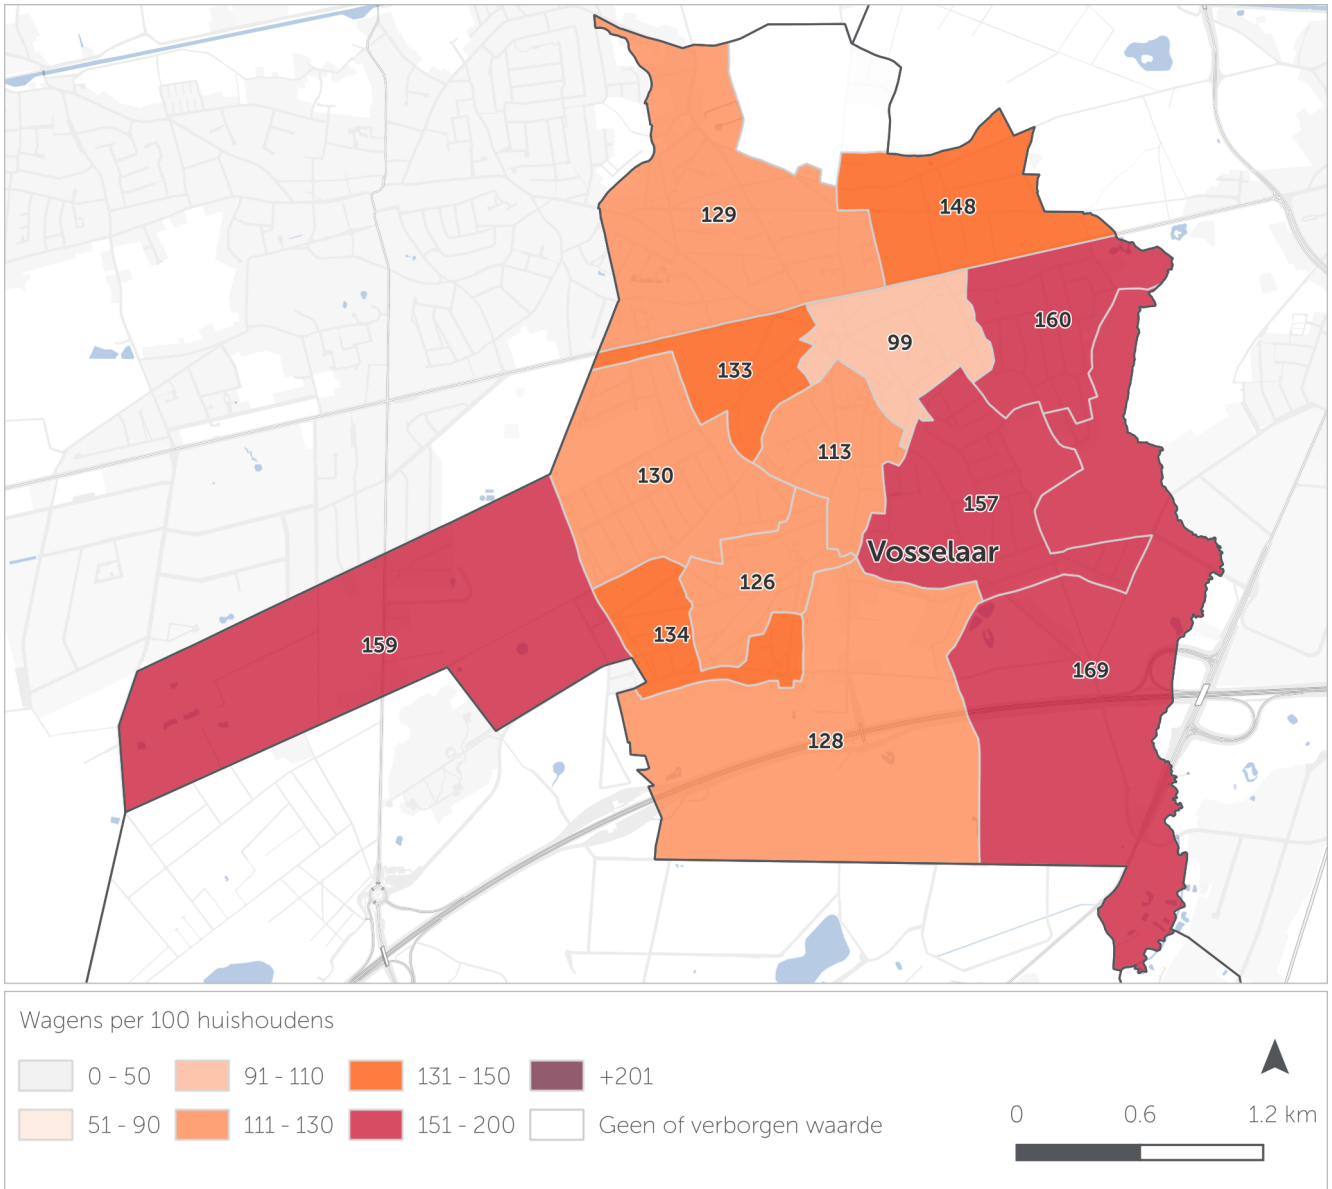 129
148
160
99
133
113
130
157
Vosselaar
126
134
159
169
128
Wagens per 100 huishoudens
0 - 50
91 - 110
131 - 150
+201
51 - 90
111 - 130
151 - 200
Geen of verborgen waarde
0 0.6 1.2 km